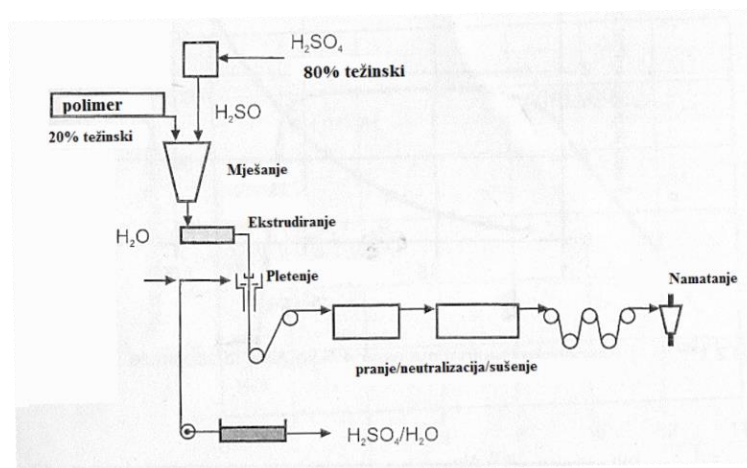 H₂SO₄
80% težinski
polimer
H₂SO
20% težinski
Mješanje
Ekstrudiranje
H₂O
Pletenje
Namatanje
pranje/neutralizacija/sušenje
H₂SO₄/H₂O